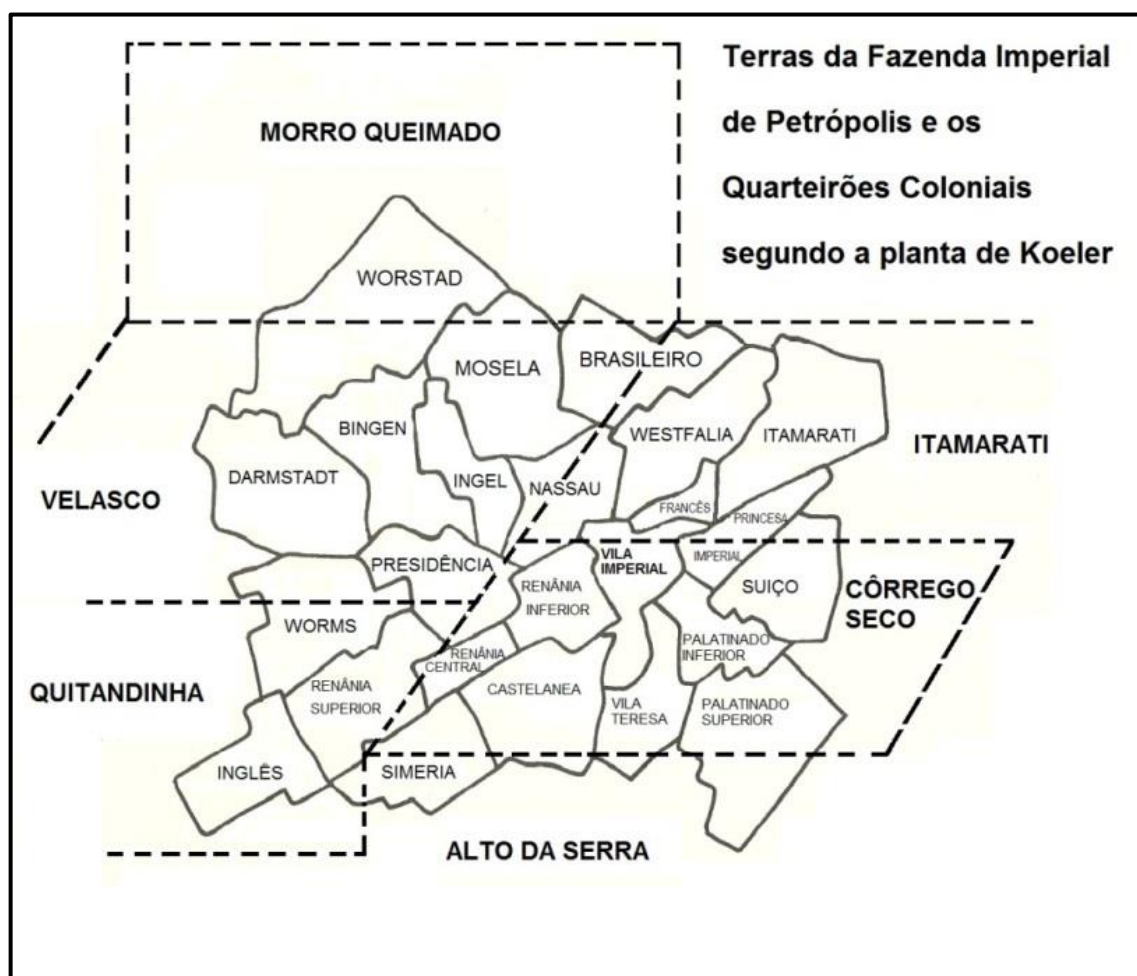 Terras da Fazenda Imperial
de Petrópolis e os
Quarteirões Coloniais
segundo a planta de Koeler
MORRO QUEIMADO
WORSTAD
MOSELA
BRASILEIRO
BINGEN
WESTFALIA
ITAMARATI
ITAMARATI
DARMSTADT
INGEL
NASSAU
VELASCO
FRANCÊS
PRINCESA
IMPERIAL
PRESIDÊNCIA
VILA
IMPERIAL
RENÂNIA
INFERIOR
SUIÇO
CÔRREGO
SECO
WORMS
RENÂNIA
CENTRAL
PALATINADO
INFERIOR
QUITANDINHA
RENÂNIA
SUPERIOR
CASTELANEA
VILA
TERESA
PALATINADO
SUPERIOR
INGLÊS
SIMERIA
ALTO DA SERRA